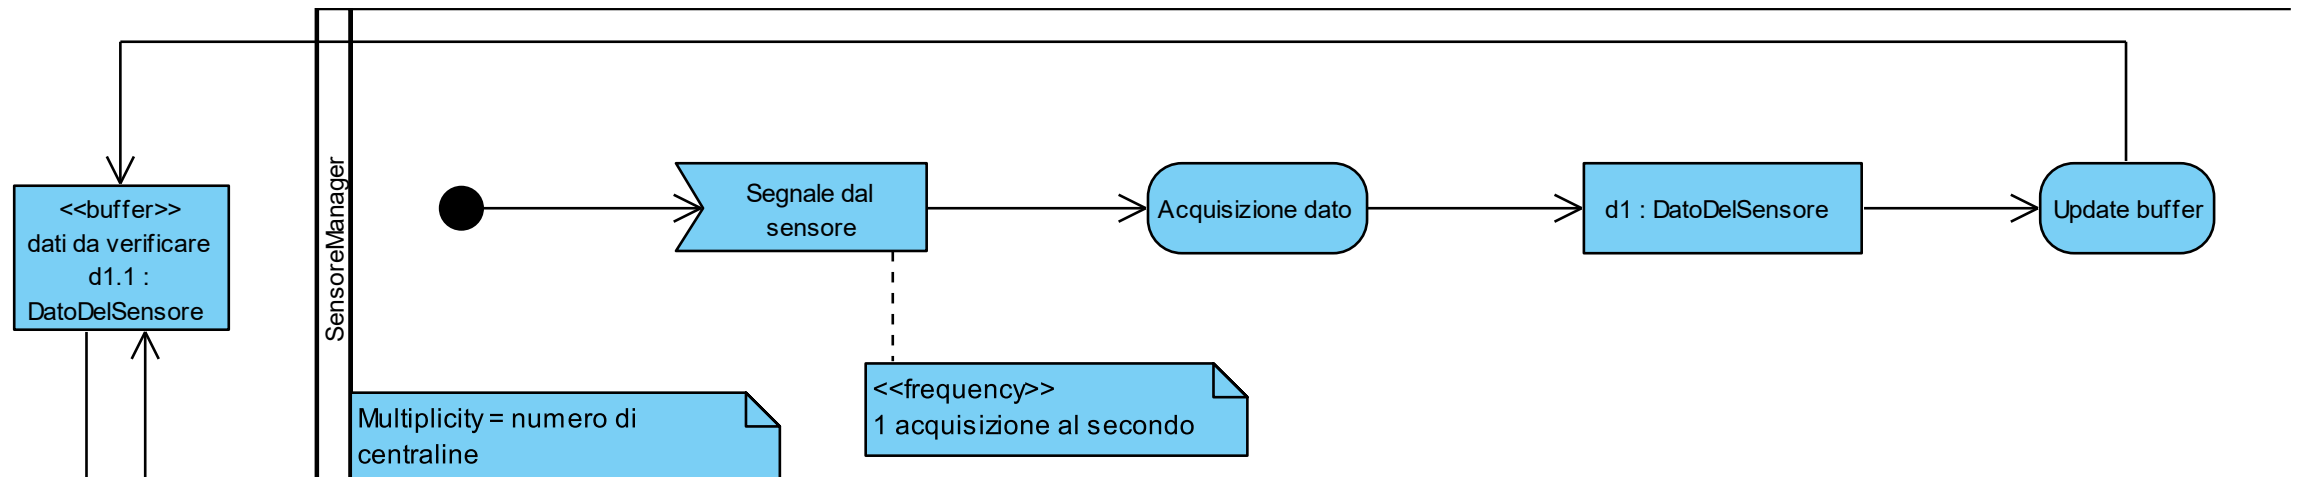 <<buffer>>
dati da verificare
d1.1 :
DatoDelSensore
SensoreManager
Segnale dal
sensore
Acquisizione dato
d1 : DatoDelSensore
Update buffer
<<frequency>>
1 acquisizione al secondo
Multiplicity = numero di
centraline